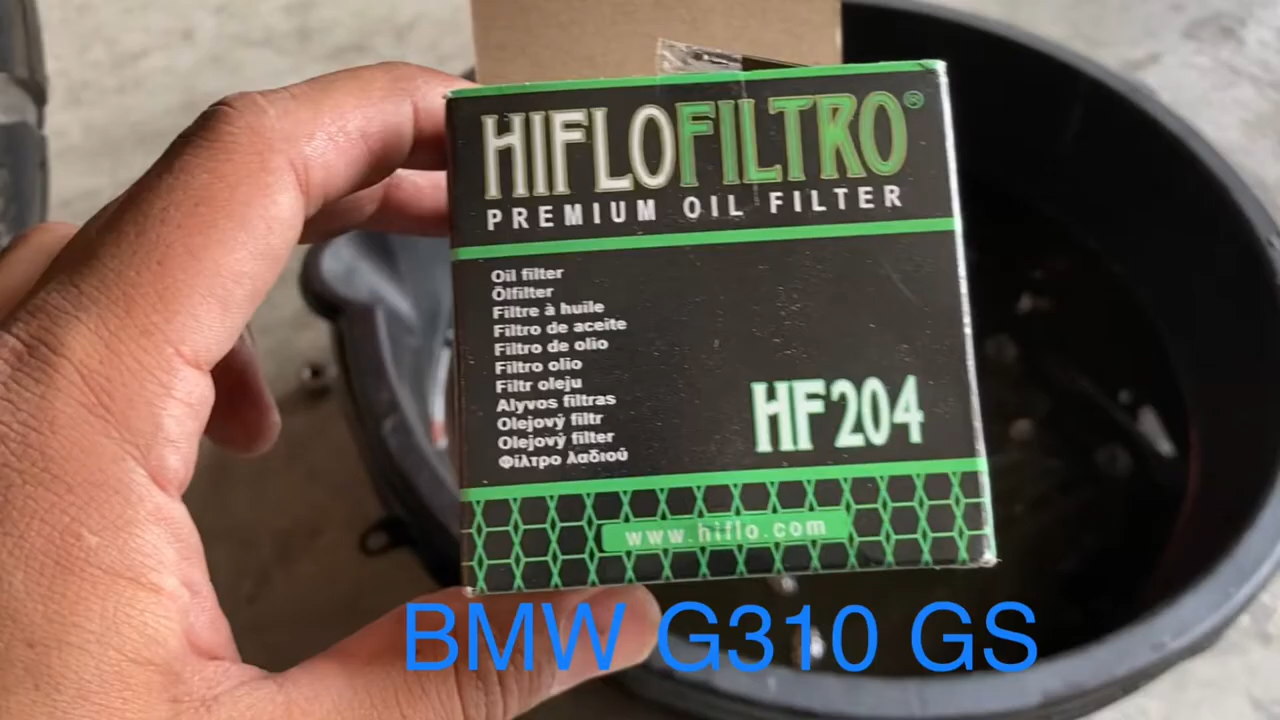 HIFLOFILTRO®
PREMIUM OIL FILTER
Oil filter
Ölfilter
Filtre à huile
Filtro de aceite
Filtro de olio
Filtro olio
Filtr oleju
Alyvos filtras
Olejový filtr
Olejový filter
Φίλτρο λαδιού
HF204
www.hiflo.com
BMW G310 GS